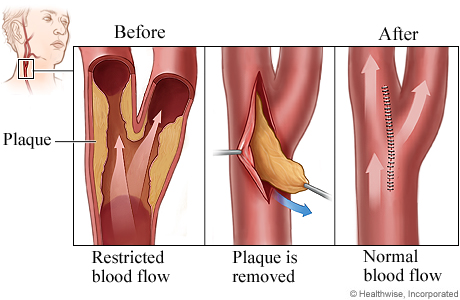 Before
After
Plaque
Restricted
blood flow
Plaque is
removed
Normal
blood flow
© Healthwise, Incorporated